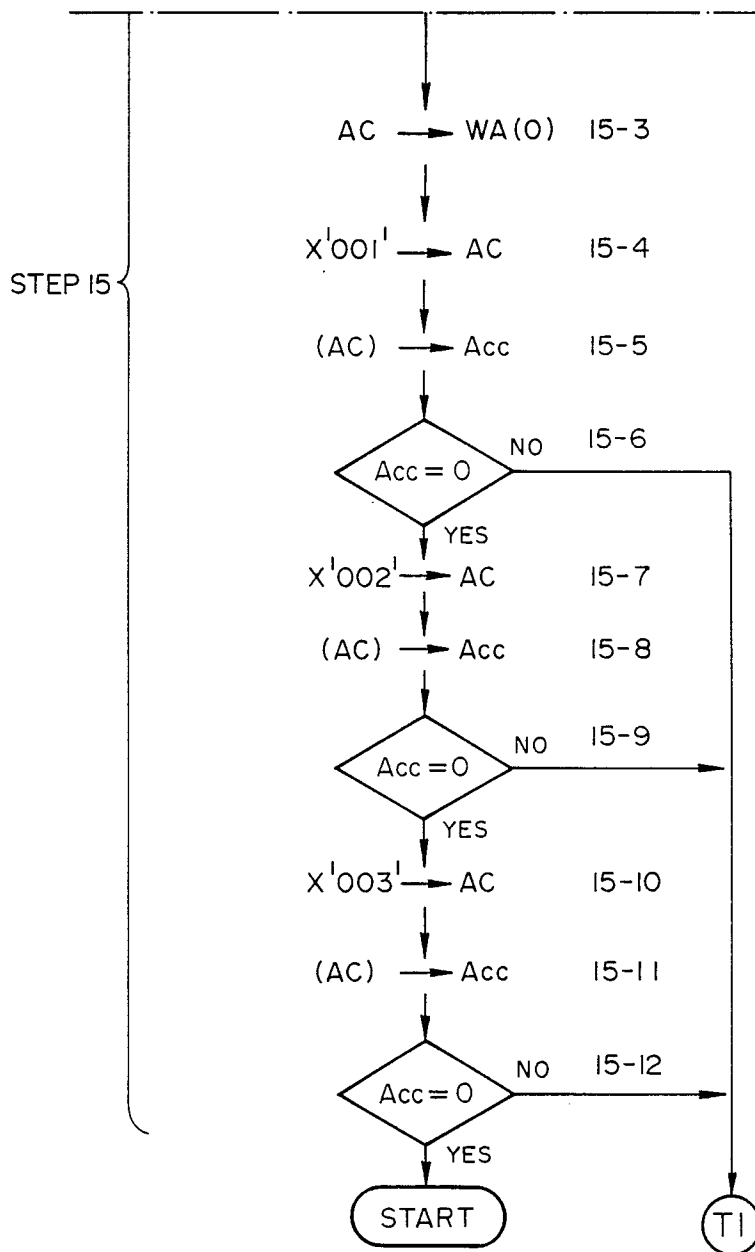 AC → WA(0) 15-3
X'001' → AC 15-4
STEP 15
(AC) → Acc 15-5
NO 15-6
Acc = 0
YES
X'002' → AC 15-7
(AC) → Acc 15-8
NO 15-9
Acc = 0
YES
X'003' → AC 15-10
(AC) → Acc 15-11
NO 15-12
Acc = 0
YES
START
T1